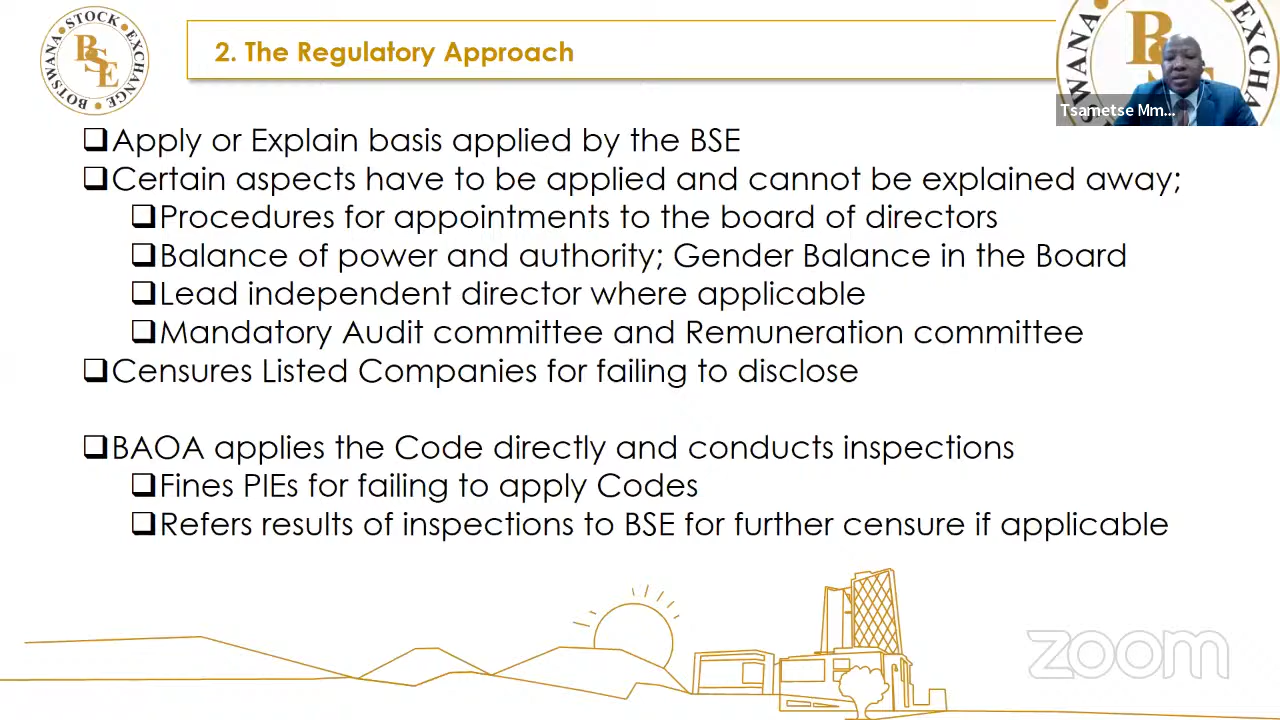 BOTSWANA STOCK EXCHANGE
BSE
2. The Regulatory Approach
WANA EXCHA
BS
Tsametse Mm...
❑Apply or Explain basis applied by the BSE
❑Certain aspects have to be applied and cannot be explained away;
❑Procedures for appointments to the board of directors
❑Balance of power and authority; Gender Balance in the Board
❑Lead independent director where applicable
❑Mandatory Audit committee and Remuneration committee
❑Censures Listed Companies for failing to disclose
❑BAOA applies the Code directly and conducts inspections
❑Fines PIEs for failing to apply Codes
❑Refers results of inspections to BSE for further censure if applicable
zoom